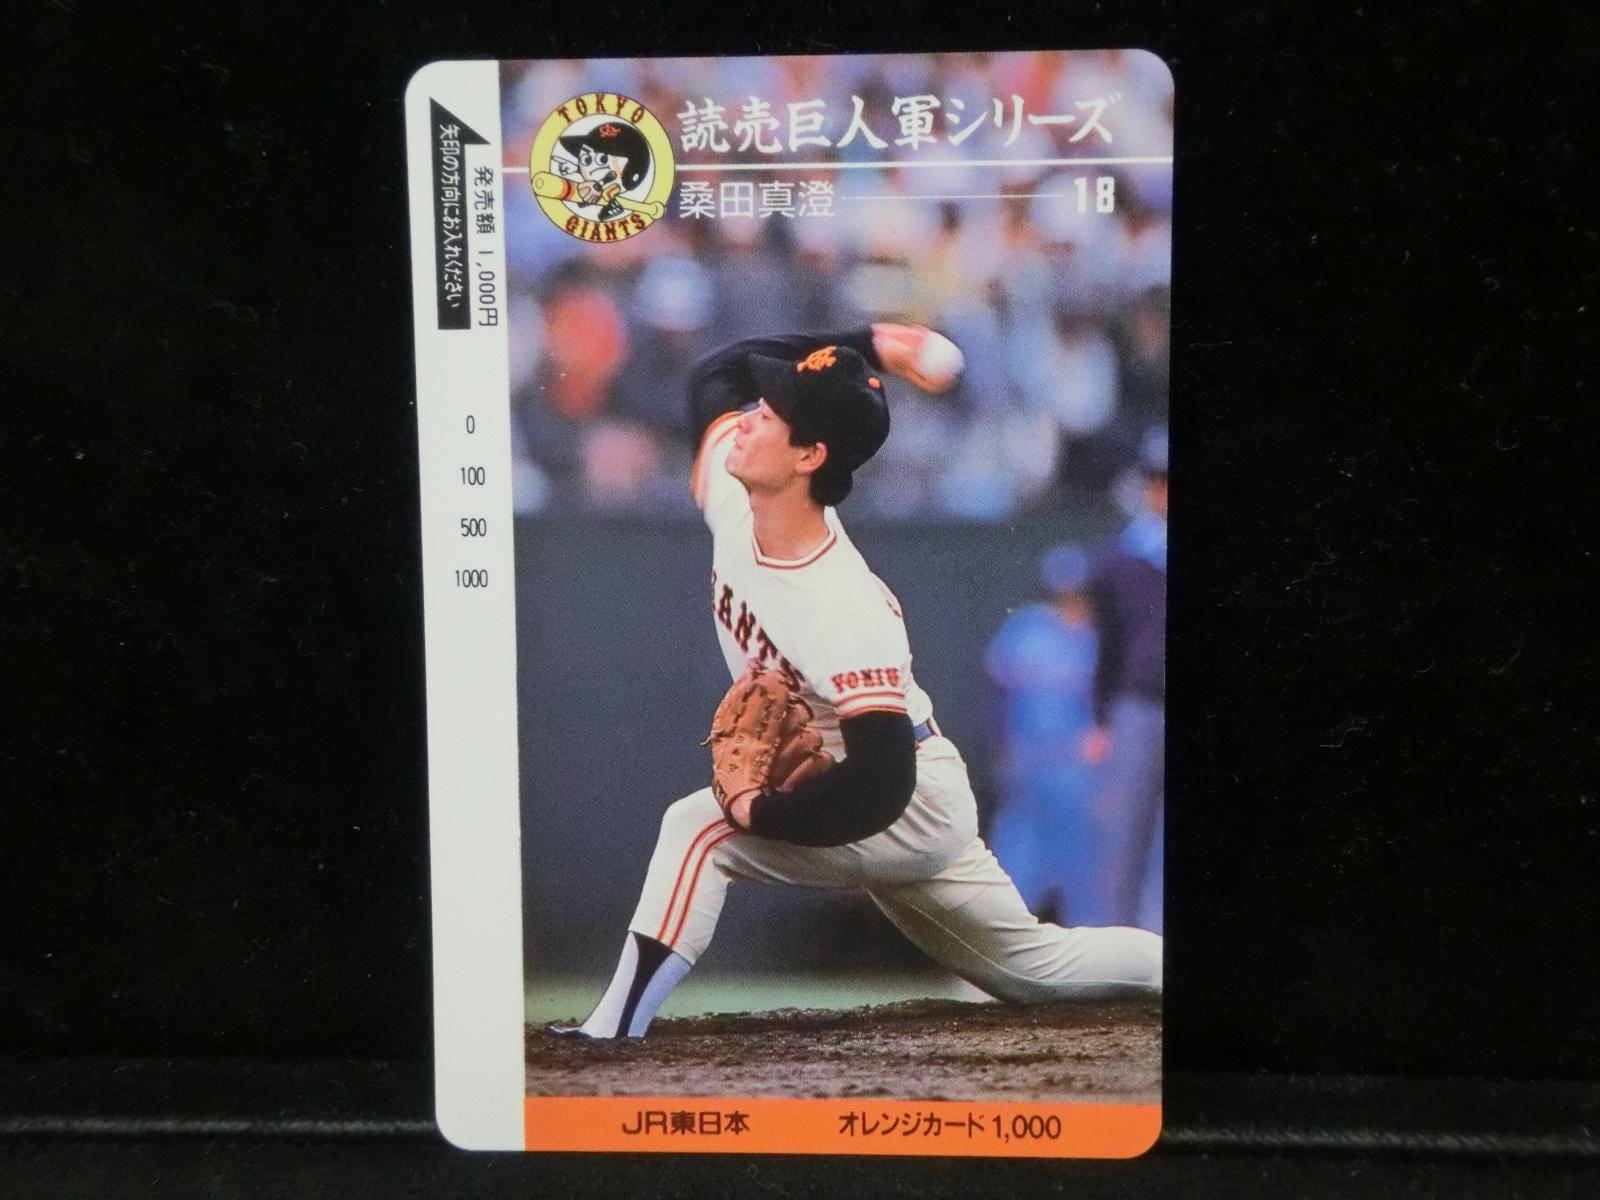 矢印の方向にお入れください
発売額 1,000円
0
100
500
1000
TOKYO
GIANTS
読売巨人軍シリーズ
桑田真澄 18
ANTS
YOMIU
JR東日本 オレンジカード1,000